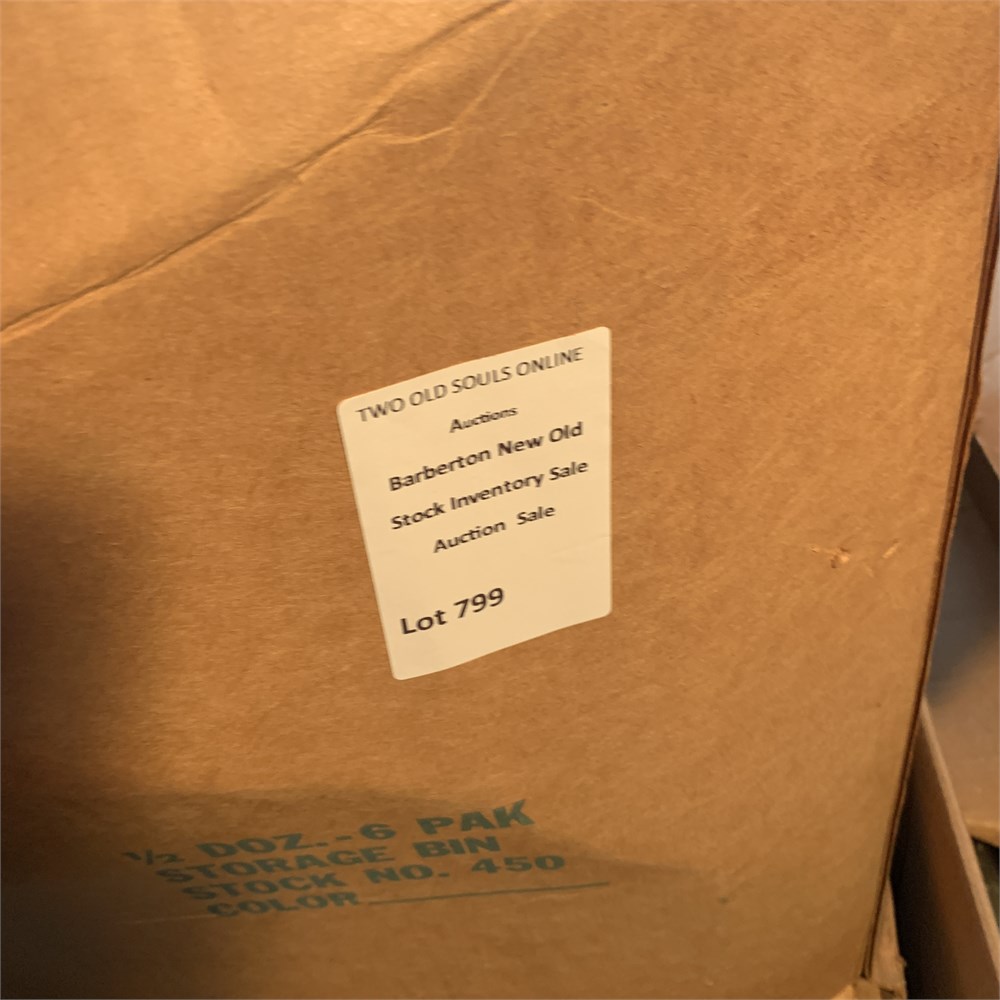 TWO OLD SOULS ONLINE
Auctions
Barberton New Old
Stock Inventory Sale
Auction Sale
Lot 799
½ DOZ.-6 PAK
STORAGE BIN
STOCK NO. 450
COLOR